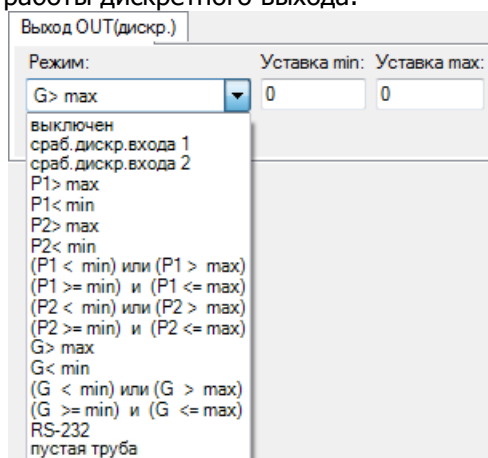 работы дискретного выхода:
Выход OUT(дискр.)
Режим: Уставка min: Уставка max:
G> max 0 0
выключен
сраб.дискр.входа 1
сраб.дискр.входа 2
P1> max
P1< min
P2> max
P2< min
(P1 < min) или (P1 > max)
(P1 >= min) и (P1 <= max)
(P2 < min) или (P2 > max)
(P2 >= min) и (P2 <= max)
G> max
G< min
(G < min) или (G > max)
(G >= min) и (G <= max)
RS-232
пустая труба